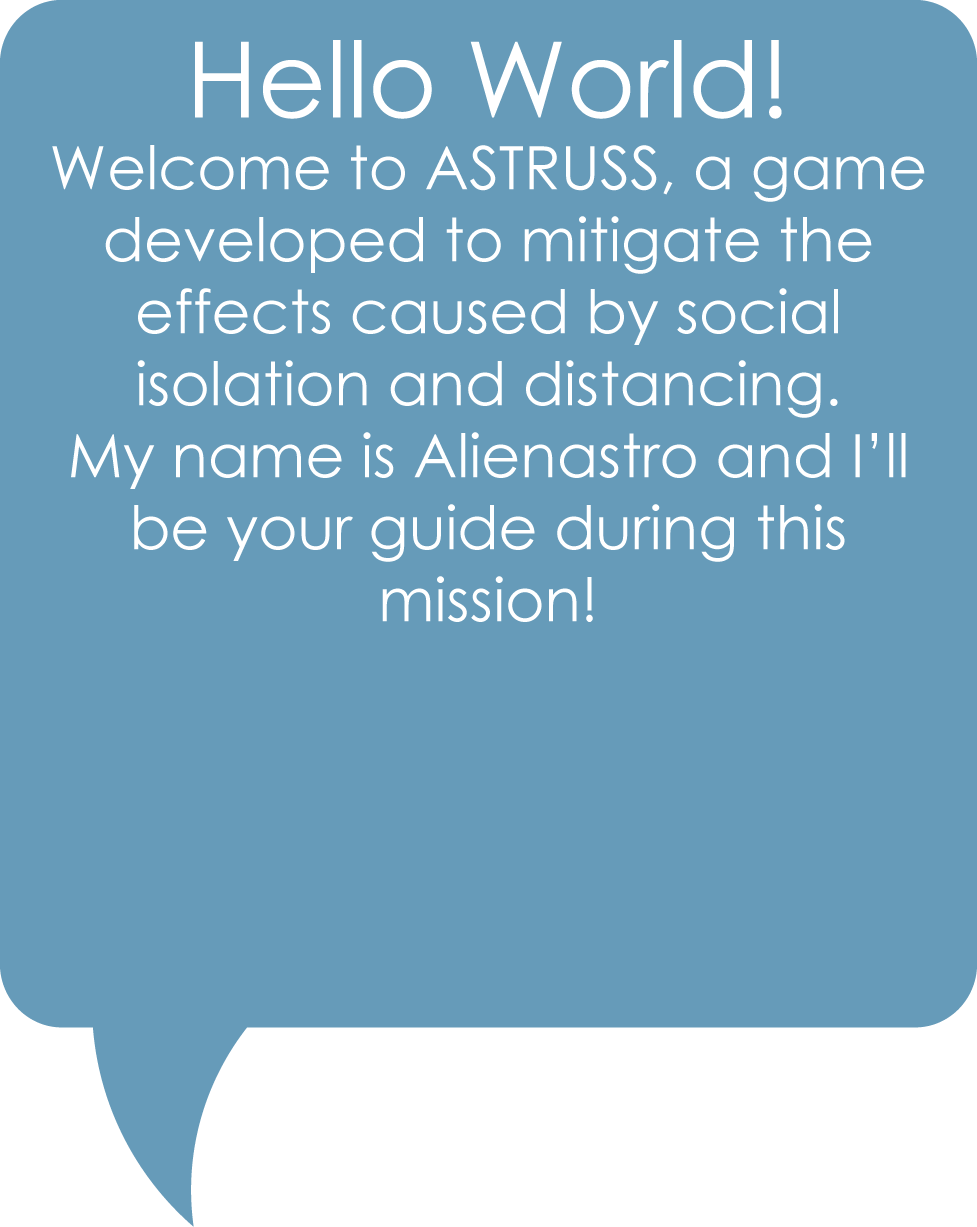 Hello World!
Welcome to ASTRUSS, a game
developed to mitigate the
effects caused by social
isolation and distancing.
My name is Alienastro and I’ll
be your guide during this
mission!